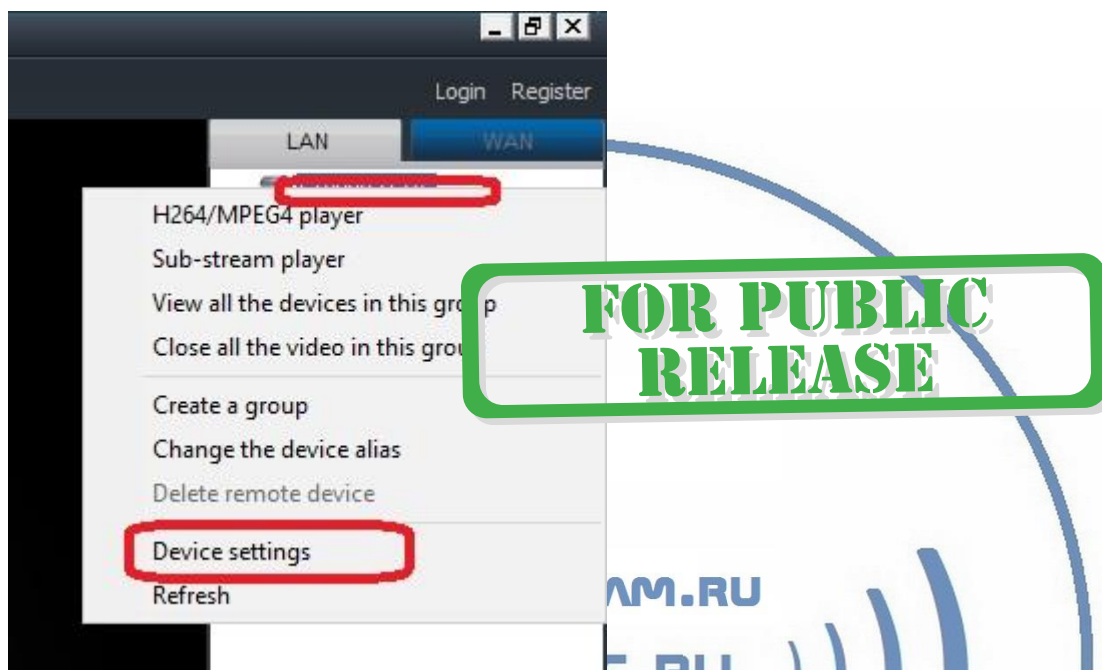 Login Register
LAN WAN
H264/MPEG4 player
Sub-stream player
View all the devices in this group
Close all the video in this grou
Create a group
Change the device alias
Delete remote device
Device settings
Refresh
FOR PUBLIC
RELEASE
AM.RU